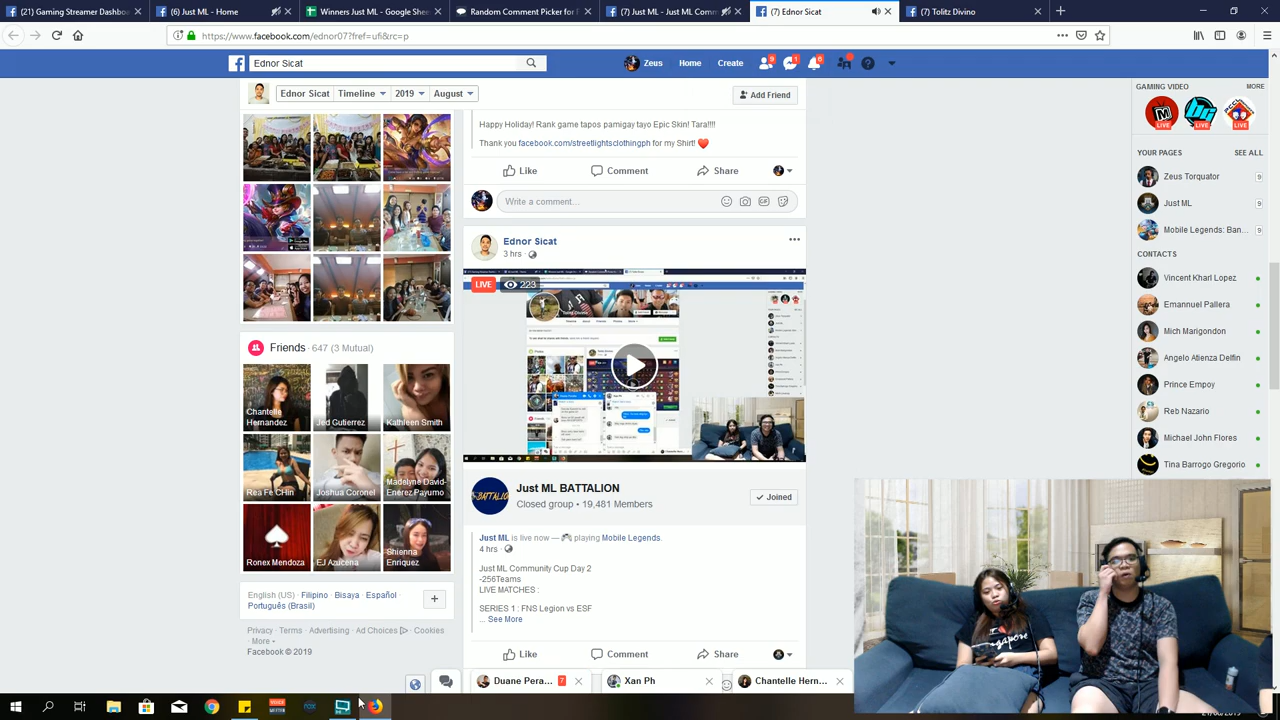 (21) Gaming Streamer Dashboa
(6) Just ML - Home
Winners Just ML - Google She
Random Comment Picker for F
(7) Just ML - Just ML Comm
(7) Ednor Sicat
(7) Tolitz Divino
https://www.facebook.com/ednor07?fref=ufi&rc=p
Ednor Sicat
Zeus
Home
Create
Ednor Sicat
Timeline
2019
August
Add Friend
GAMING VIDEO
MORE
LIVE
LIVE
LIVE
YOUR PAGES
SEE ALL
Zeus Torquator
9
Just ML
9
Mobile Legends: Ban...
9
CONTACTS
Vincent Kharl Lopez
Emannuel Pallera
Mich Marigondon
Angelo Atienza Delfin
Prince Empoy
Reb Nazario
Michael John Flores
Tina Barrogo Gregorio
Happy Holiday! Rank game tapos pamigay tayo Epic Skin! Tara!!!!
Thank you facebook.com/streetlightsclothingph for my Shirt! ❤
Like
Comment
Share
Write a comment...
Ednor Sicat
3 hrs ·
LIVE
223
Just ML BATTALION
Closed group • 19,481 Members
Joined
Just ML is live now — playing Mobile Legends.
4 hrs ·
Just ML Community Cup Day 2
-256Teams
LIVE MATCHES :
SERIES 1 : FNS Legion vs ESF
... See More
Like
Comment
Share
Friends · 647 (3 Mutual)
Chantelle Hernandez
Jed Gutierrez
Kathleen Smith
Rea Fe CHin
Joshua Coronel
Madelyne David-Enerez Payumo
Ronex Mendoza
EJ Azucena
Shienna Enriquez
English (US) · Filipino · Bisaya · Español ·
Português (Brasil)
Privacy · Terms · Advertising · Ad Choices · Cookies
· More
Facebook © 2019
Duane Pera...
7
Xan Ph
Chantelle Hern...